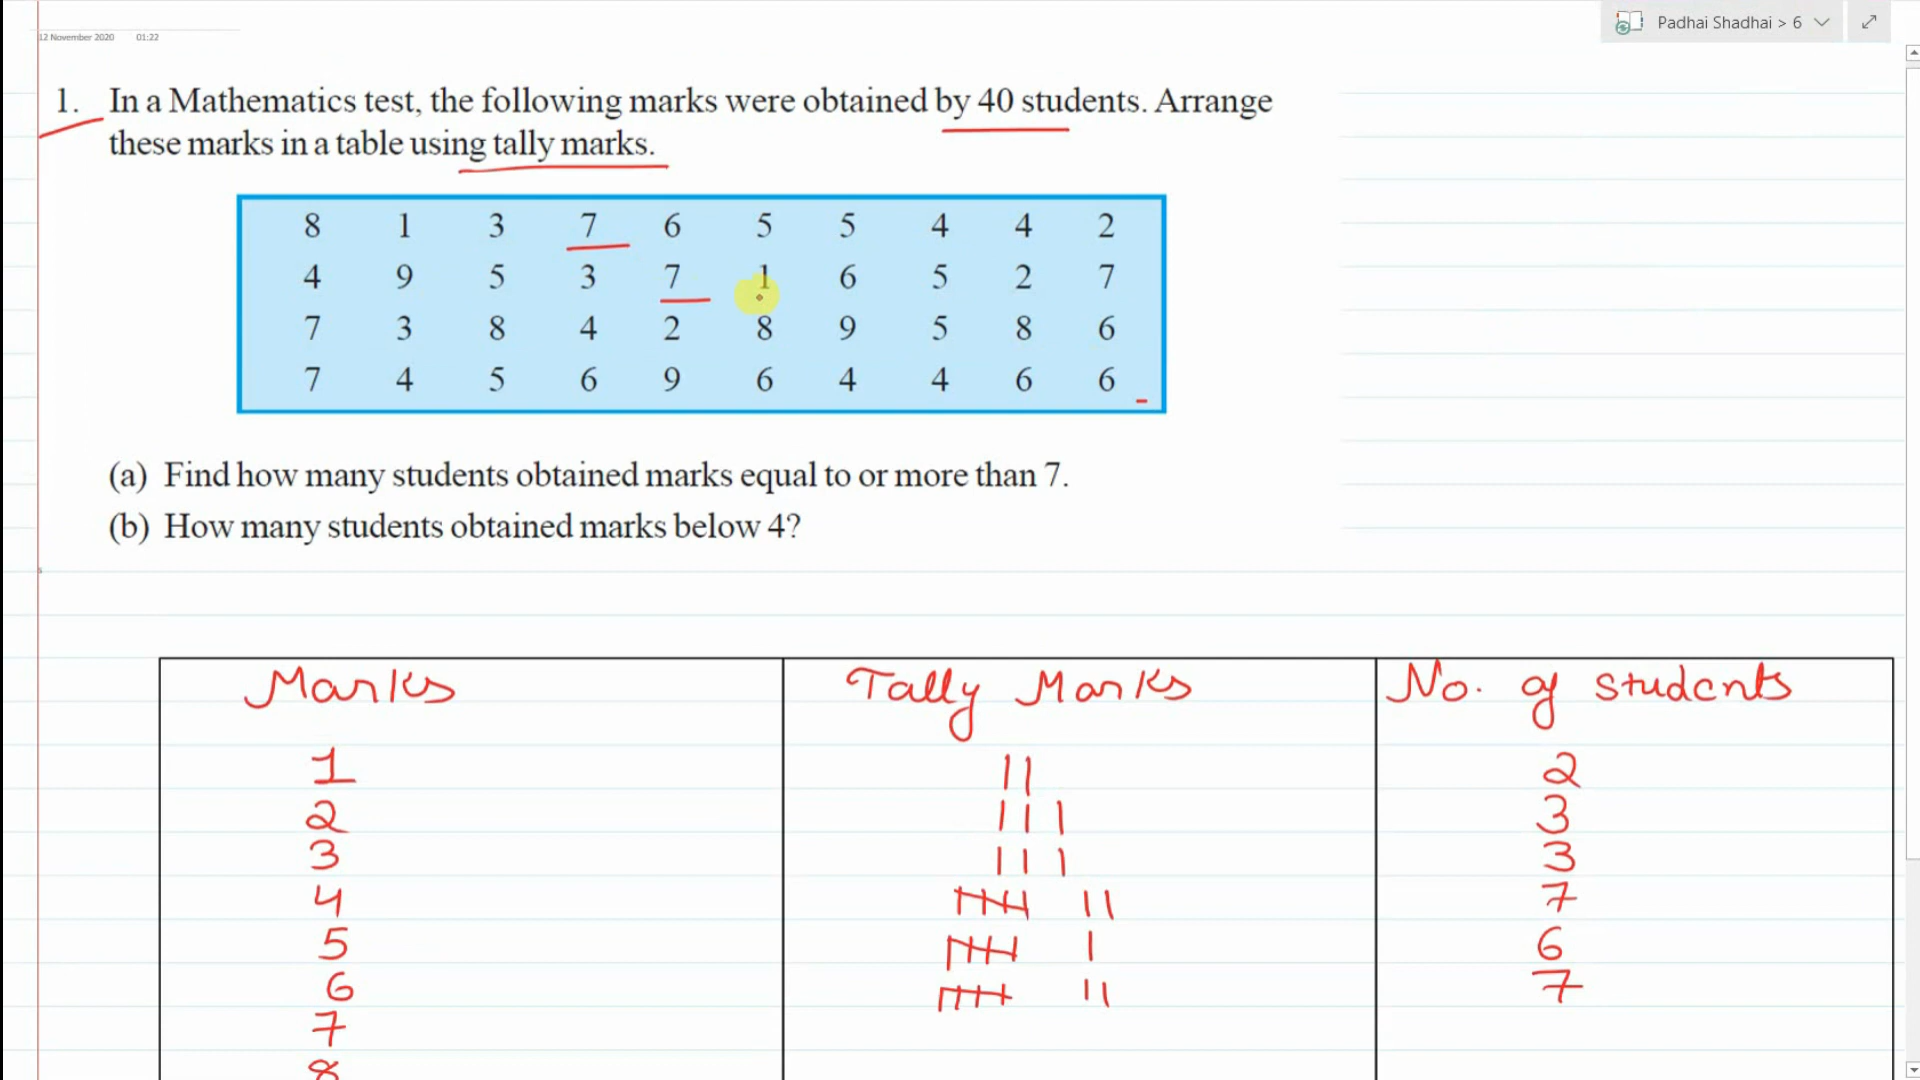 12 November 2020 01:22
Padhai Shadhai > 6
1. In a Mathematics test, the following marks were obtained by 40 students. Arrange
these marks in a table using tally marks.
8 1 3 7 6 5 5 4 4 2
4 9 5 3 7 1 6 5 2 7
7 3 8 4 2 8 9 5 8 6
7 4 5 6 9 6 4 4 6 6
(a) Find how many students obtained marks equal to or more than 7.
(b) How many students obtained marks below 4?
Marks Tally Marks No. of students
1 || 2
2 ||| 3
3 ||| 3
4 |||| || 7
5 |||| | 6
6 |||| || 7
7
8